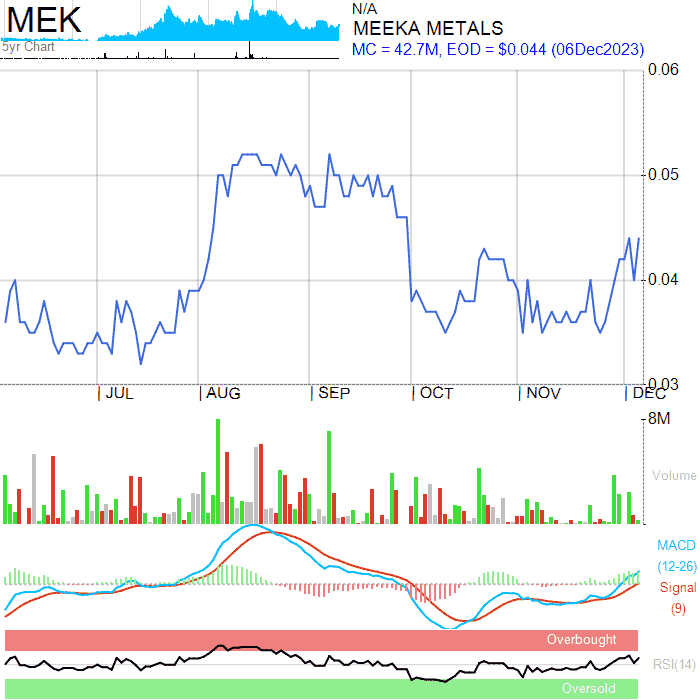 MEK
5yr Chart
N/A
MEEKA METALS
MC = 42.7M, EOD = $0.044 (06Dec2023)
0.06
0.05
0.04
0.03
JUL AUG SEP OCT NOV DEC
8M
Volume
MACD
(12-26)
Signal
(9)
Overbought
RSI(14)
Oversold